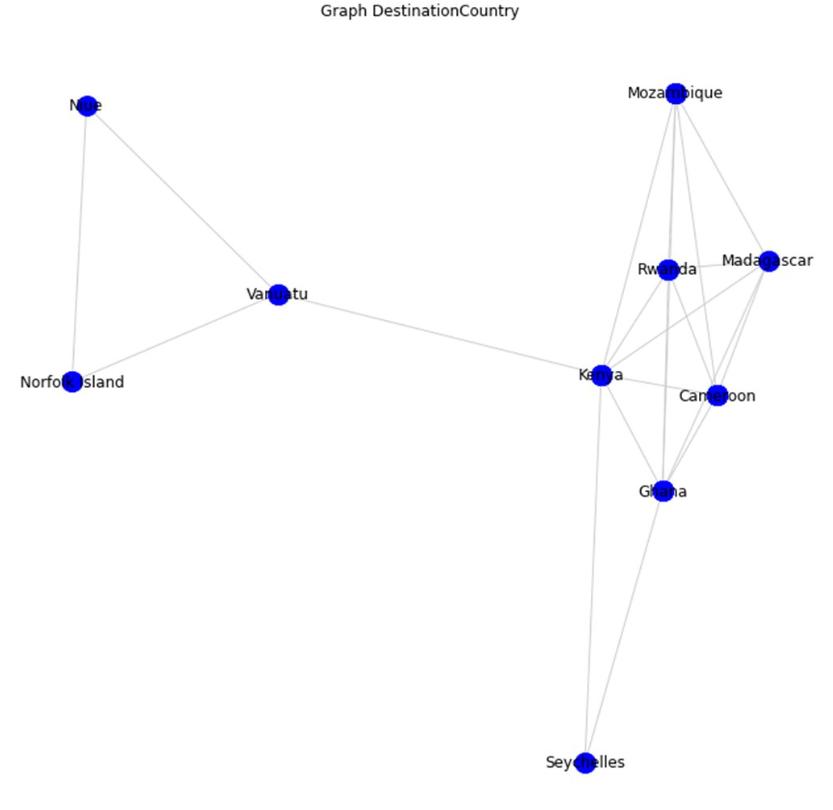 Graph DestinationCountry
Mozambique
Niue
Madagascar
Rwanda
Vanuatu
Kenya
Norfolk Island
Cameroon
Ghana
Seychelles